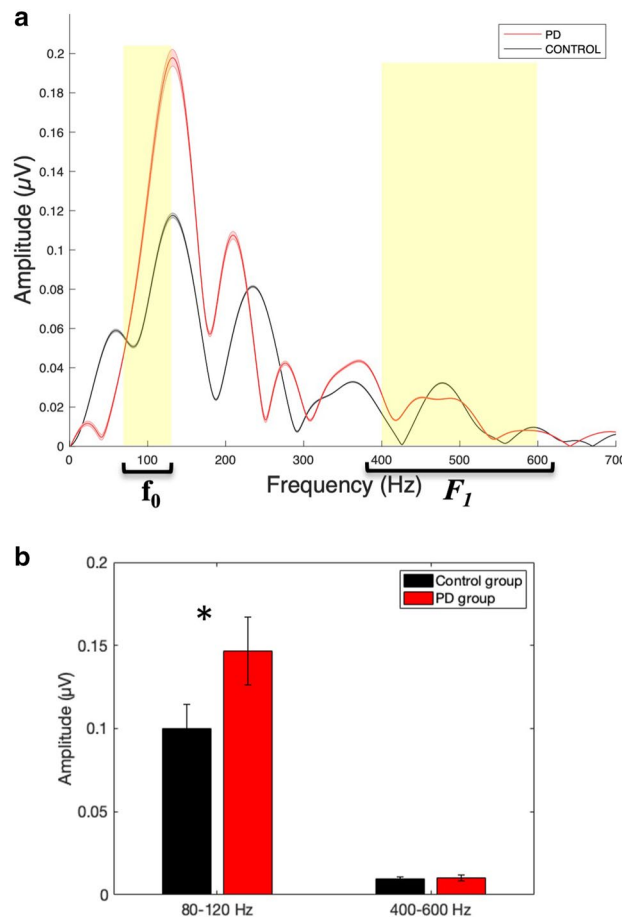 a
PD
CONTROL
0.2
0.18
0.16
0.14
0.12
0.1
0.08
0.06
0.04
0.02
0
Amplitude (µV)
0 100 200 300 400 500 600 700
f0 Frequency (Hz) F1
b
Control group
PD group
*
0.2
0.15
0.1
0.05
0
Amplitude (µV)
80-120 Hz 400-600 Hz